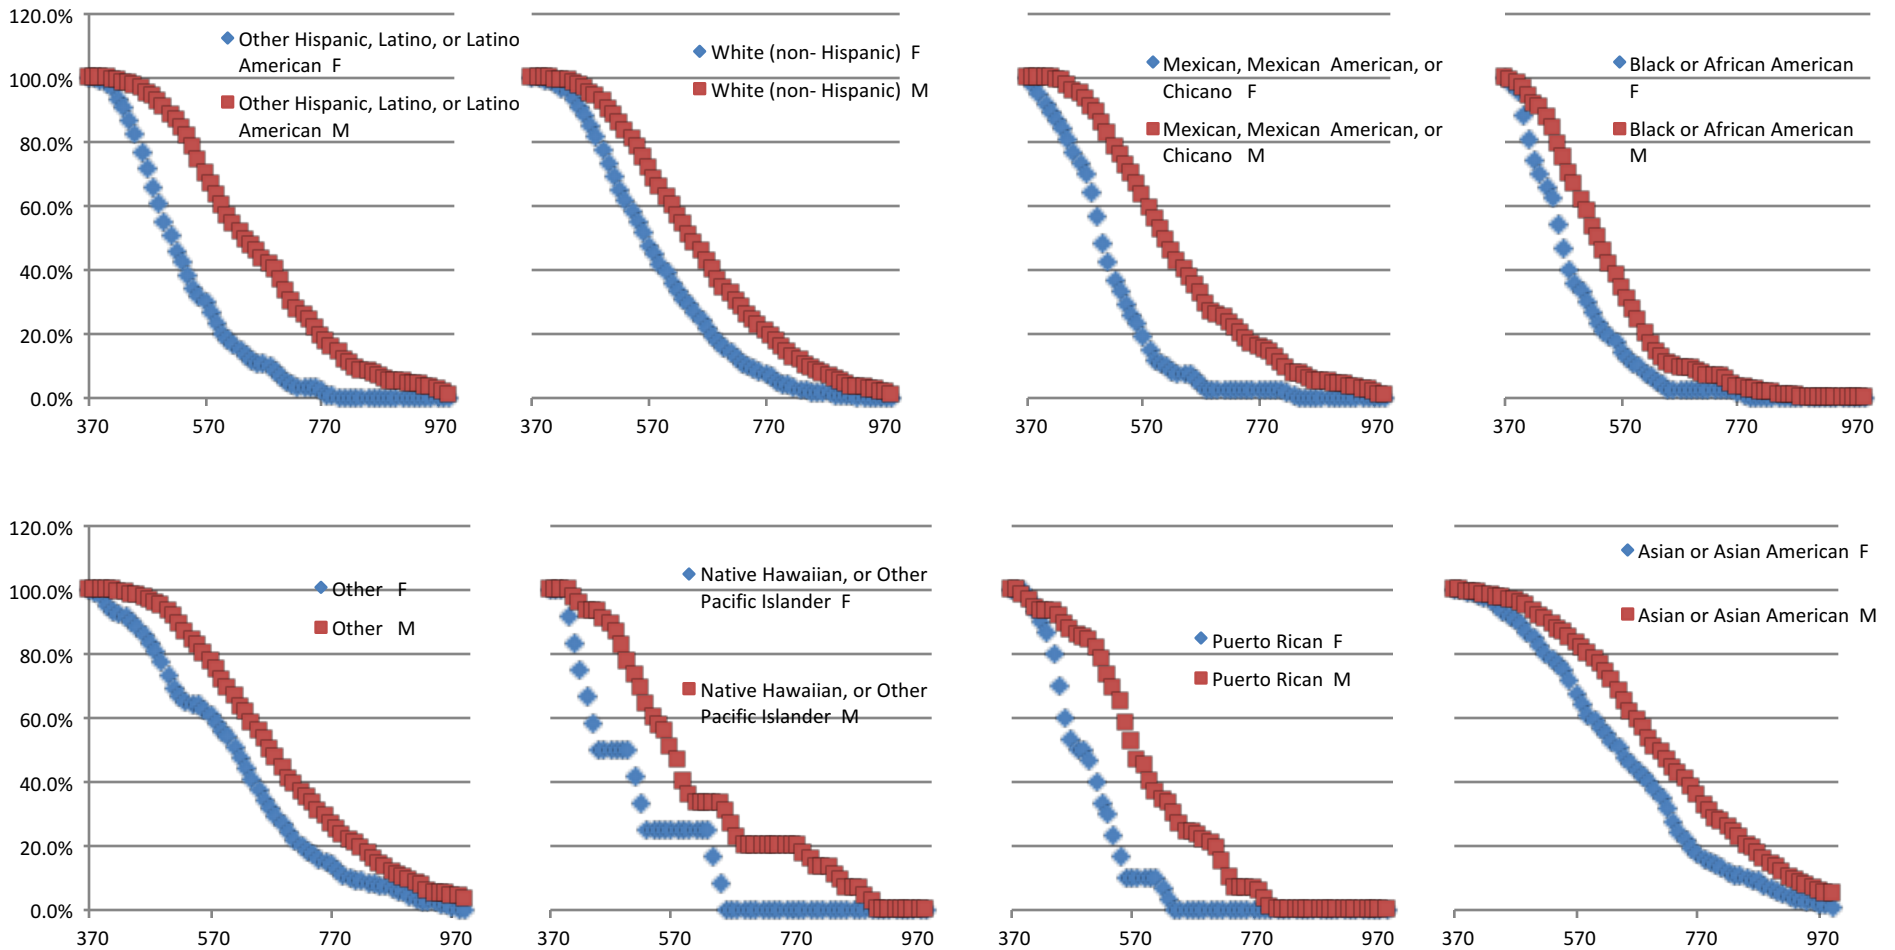 120.0%
100.0%
80.0%
60.0%
40.0%
20.0%
0.0%
370 570 770 970
Other Hispanic, Latino, or Latino
American F
Other Hispanic, Latino, or Latino
American M
370 570 770 970
White (non- Hispanic) F
White (non- Hispanic) M
370 570 770 970
Mexican, Mexican American, or
Chicano F
Mexican, Mexican American, or
Chicano M
370 570 770 970
Black or African American
F
Black or African American
M
370 570 770 970
120.0%
100.0%
80.0%
60.0%
40.0%
20.0%
0.0%
Other F
Other M
370 570 770 970
Native Hawaiian, or Other
Pacific Islander F
Native Hawaiian, or Other
Pacific Islander M
370 570 770 970
Puerto Rican F
Puerto Rican M
370 570 770 970
Asian or Asian American F
Asian or Asian American M
370 570 770 970